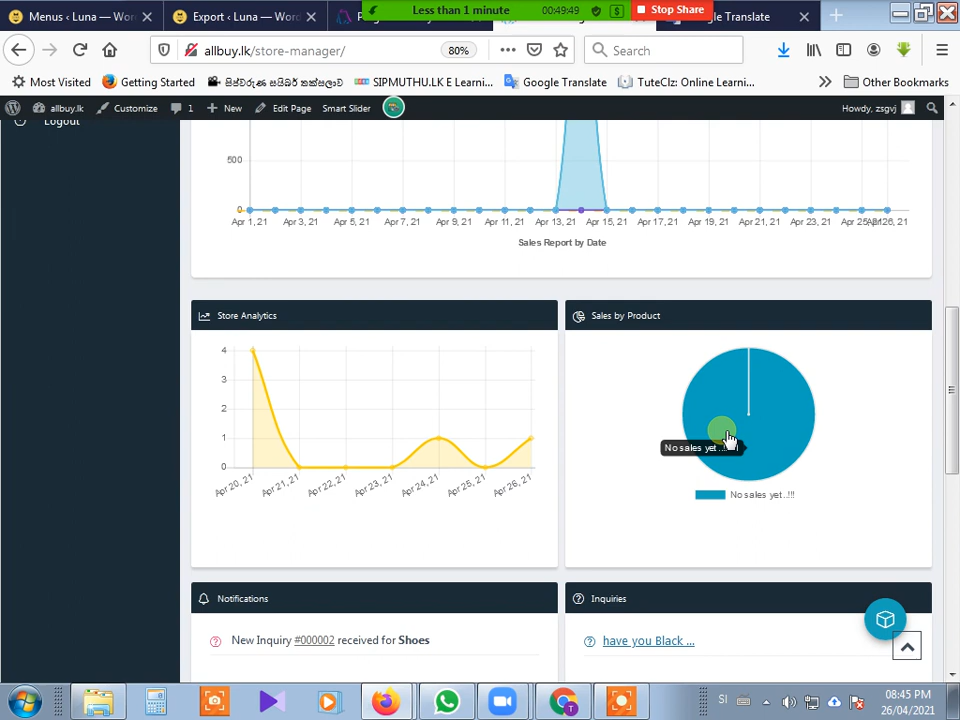 Menus ‹ Luna — Wor
Export ‹ Luna — Word
Less than 1 minute
00:49:49
Stop Share
le Translate
allbuy.lk/store-manager/
80%
Search
Most Visited
Getting Started
SIPMUTHU.LK E-Learni...
Google Translate
TuteClz: Online Learni...
Other Bookmarks
allbuy.lk
Customize
1
New
Edit Page
Smart Slider
Howdy, zsgvj
Logout
500
0
Apr 1, 21
Apr 3, 21
Apr 5, 21
Apr 7, 21
Apr 9, 21
Apr 11, 21
Apr 13, 21
Apr 15, 21
Apr 17, 21
Apr 19, 21
Apr 21, 21
Apr 23, 21
Sales Report by Date
Store Analytics
Sales by Product
4
3
2
1
0
Apr 20, 21
Apr 21, 21
Apr 22, 21
Apr 23, 21
Apr 24, 21
Apr 25, 21
Apr 26, 21
No sales yet
No sales yet..!!!
Notifications
Inquiries
New Inquiry #000002 received for Shoes
have you Black ...
SI
08:45 PM
26/04/2021